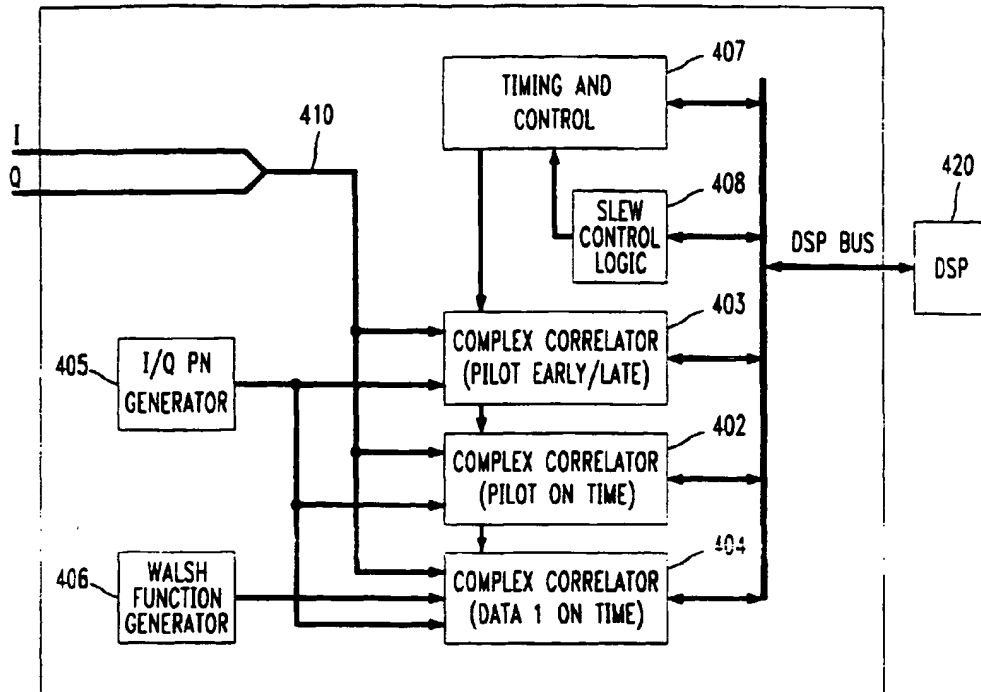 407
TIMING AND
CONTROL
410
I
Q
408
SLEW
CONTROL
LOGIC
420
DSP BUS
DSP
403
COMPLEX CORRELATOR
(PILOT EARLY/LATE)
405
I/Q PN
GENERATOR
402
COMPLEX CORRELATOR
(PILOT ON TIME)
404
COMPLEX CORRELATOR
(DATA 1 ON TIME)
406
WALSH
FUNCTION
GENERATOR